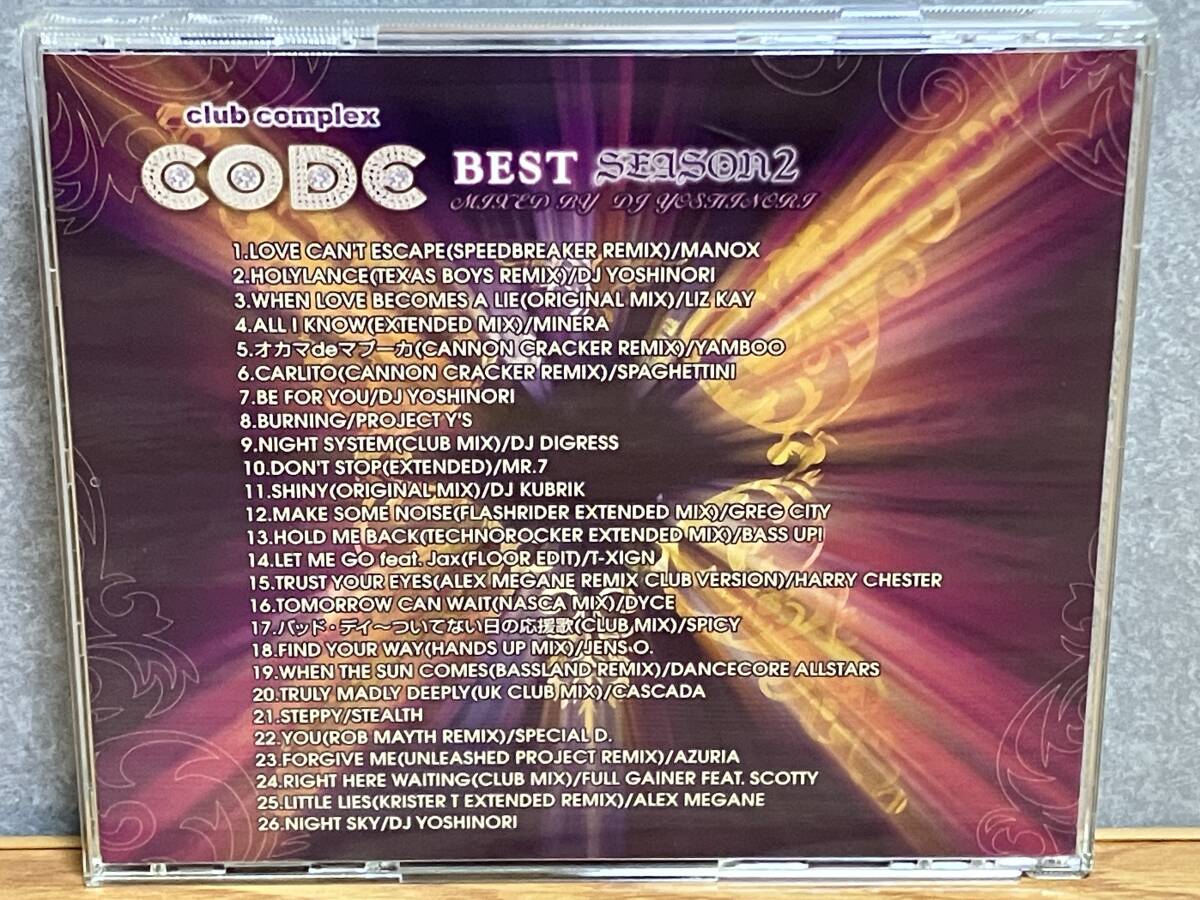 club complex
CODE BEST SEASON2
MIXED BY DJ YOSHINORI
1.LOVE CAN'T ESCAPE(SPEEDBREAKER REMIX)/MANOX
2.HOLYLANCE(TEXAS BOYS REMIX)/DJ YOSHINORI
3.WHEN LOVE BECOMES A LIE(ORIGINAL MIX)/LIZ KAY
4.ALL I KNOW(EXTENDED MIX)/MINERA
5.オカマdeマブーカ(CANNON CRACKER REMIX)/YAMBOO
6.CARLITO(CANNON CRACKER REMIX)/SPAGHETTINI
7.BE FOR YOU/DJ YOSHINORI
8.BURNING/PROJECT Y'S
9.NIGHT SYSTEM(CLUB MIX)/DJ DIGRESS
10.DON'T STOP(EXTENDED)/MR.7
11.SHINY(ORIGINAL MIX)/DJ KUBRIK
12.MAKE SOME NOISE(FLASHRIDER EXTENDED MIX)/GREG CITY
13.HOLD ME BACK(TECHNOROCKER EXTENDED MIX)/BASS UP!
14.LET ME GO feat. Jax(FLOOR EDIT)/T-XIGN
15.TRUST YOUR EYES(ALEX MEGANE REMIX CLUB VERSION)/HARRY CHESTER
16.TOMORROW CAN WAIT(NASCA MIX)/DYCE
17.バッド・デイ～ついてない日の応援歌(CLUB MIX)/SPICY
18.FIND YOUR WAY(HANDS UP MIX)/JENS O.
19.WHEN THE SUN COMES(BASSLAND REMIX)/DANCECORE ALLSTARS
20.TRULY MADLY DEEPLY(UK CLUB MIX)/CASCADA
21.STEPPY/STEALTH
22.YOU(ROB MAYTH REMIX)/SPECIAL D.
23.FORGIVE ME(UNLEASHED PROJECT REMIX)/AZURIA
24.RIGHT HERE WAITING(CLUB MIX)/FULL GAINER FEAT. SCOTTY
25.LITTLE LIES(KRISTER T EXTENDED REMIX)/ALEX MEGANE
26.NIGHT SKY/DJ YOSHINORI